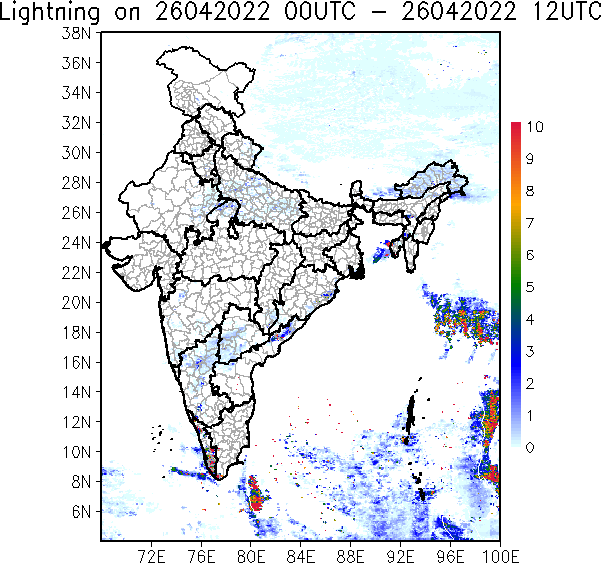 Lightning on 26042022 00UTC – 26042022 12UTC
38N
36N
34N
32N
30N
28N
26N
24N
22N
20N
18N
16N
14N
12N
10N
8N
6N
72E 76E 80E 84E 88E 92E 96E 100E
10
9
8
7
6
5
4
3
2
1
0